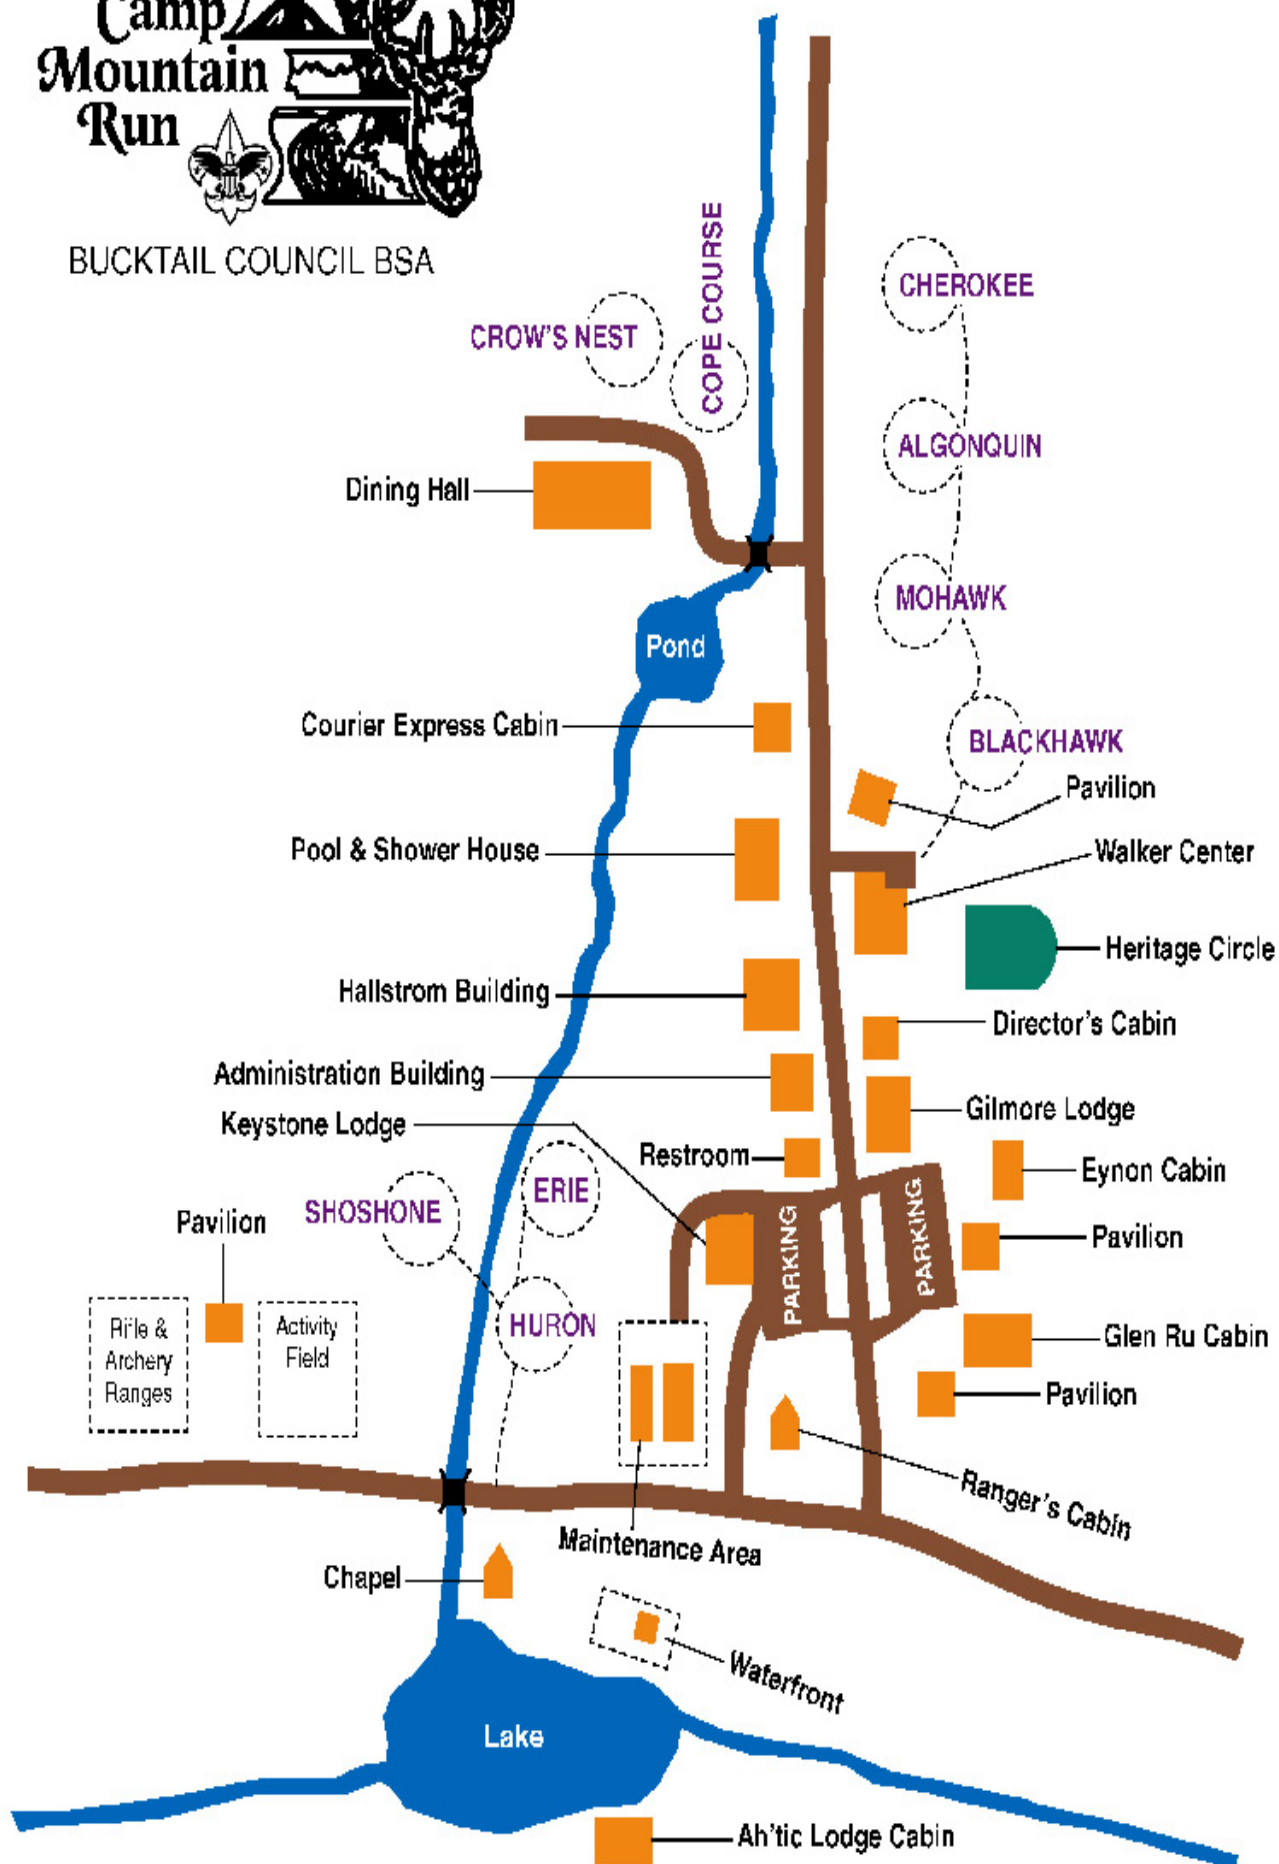 Camp
Mountain
Run
BUCKTAIL COUNCIL BSA
COPE COURSE
CHEROKEE
CROW'S NEST
ALGONQUIN
Dining Hall
MOHAWK
Pond
Courier Express Cabin
BLACKHAWK
Pavilion
Pool & Shower House
Walker Center
Heritage Circle
Hallstrom Building
Director's Cabin
Administration Building
Gilmore Lodge
Keystone Lodge
Restroom
Eynon Cabin
ERIE
SHOSHONE
Pavilion
PARKING
PARKING
Pavilion
HURON
Rifle &
Archery
Ranges
Activity
Field
Glen Ru Cabin
Pavilion
Ranger's Cabin
Maintenance Area
Chapel
Waterfront
Lake
Ah'tic Lodge Cabin